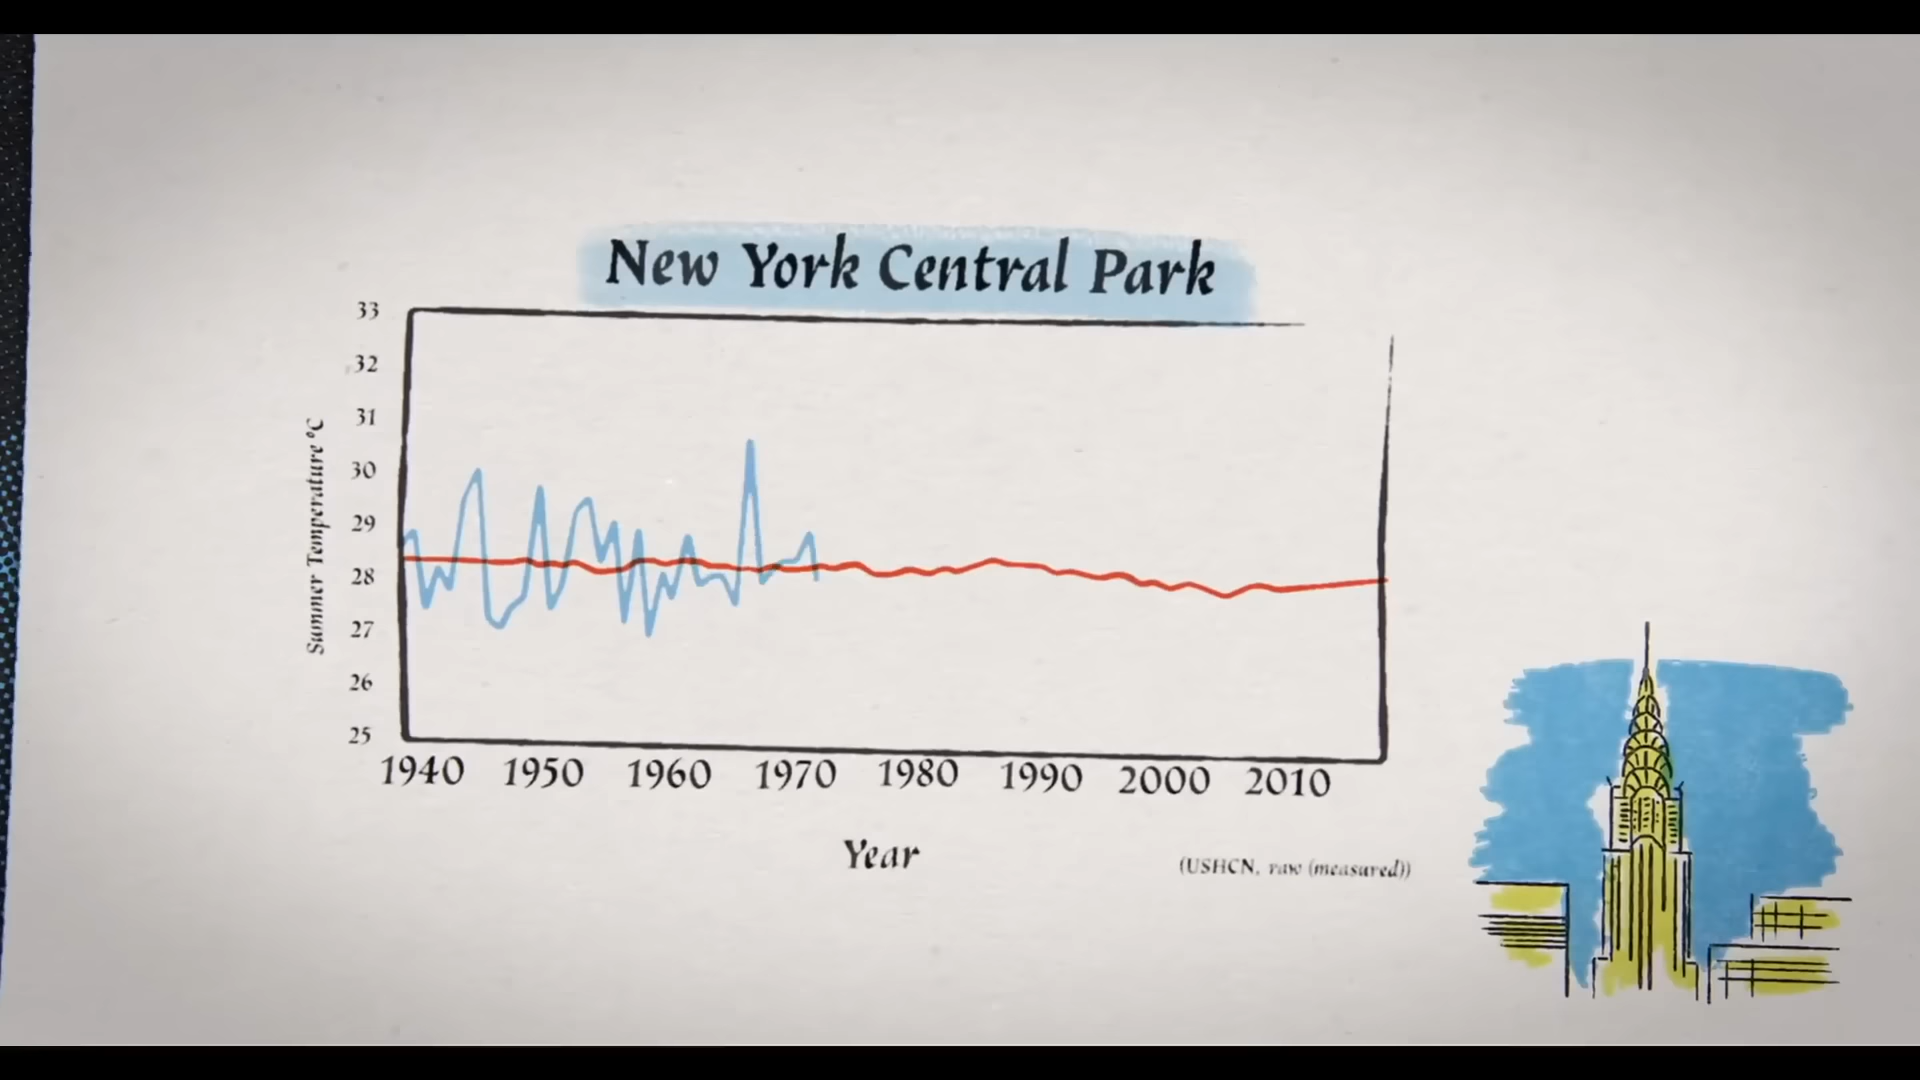 New York Central Park
33
32
31
30
29
28
27
26
25
Summer Temperature ºC
1940 1950 1960 1970 1980 1990 2000 2010
Year
(USHCN, raw (measured))